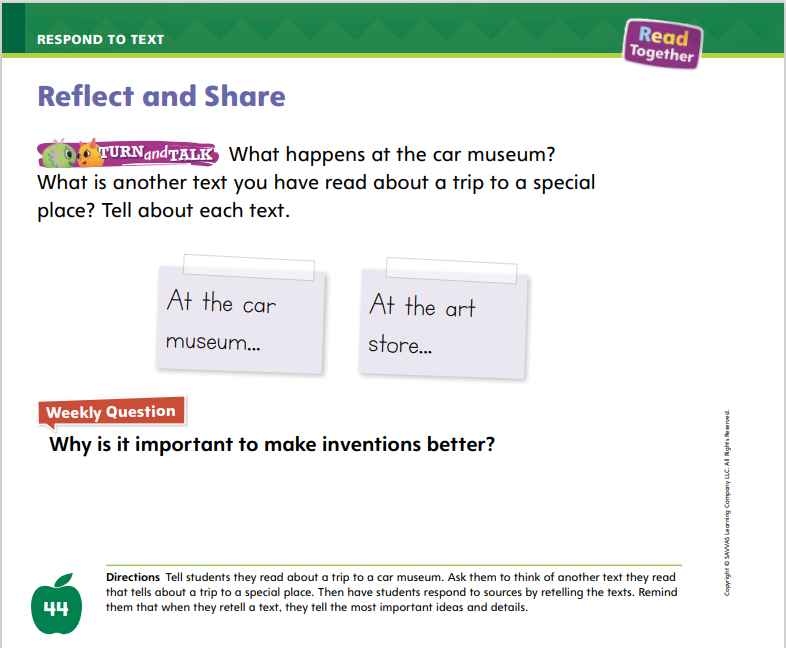 RESPOND TO TEXT
Read
Together
Reflect and Share
TURN and TALK What happens at the car museum?
What is another text you have read about a trip to a special
place? Tell about each text.
At the car
museum...
At the art
store...
Weekly Question
Why is it important to make inventions better?
Copyright © SAVVAS Learning Company LLC. All Rights Reserved.
Directions Tell students they read about a trip to a car museum. Ask them to think of another text they read
that tells about a trip to a special place. Then have students respond to sources by retelling the texts. Remind
them that when they retell a text, they tell the most important ideas and details.
44